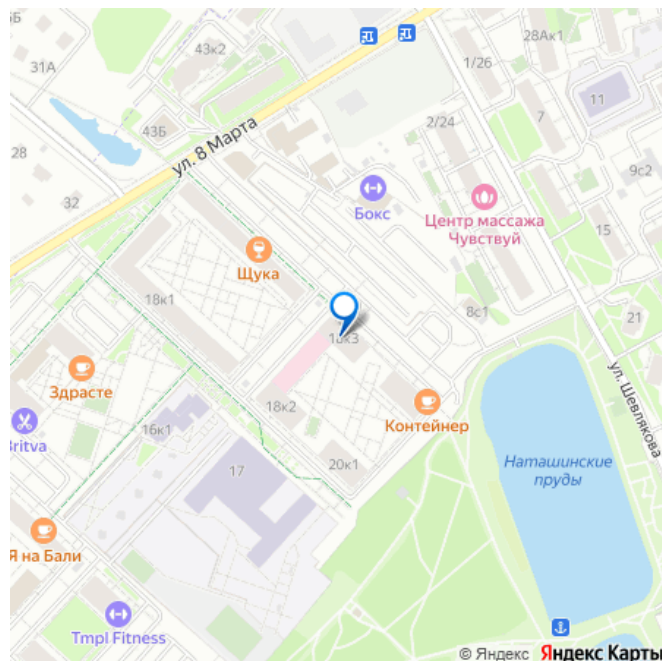 5Б
43к2
31А
28Ак1
1/26
11
7
43Б
2/24
28
ул. 8 Марта
9с2
32
Бокс
Центр массажа
Чувствуй
15
Щука
18к1
8с1
21
18к3
Здрасте
18к2
Контейнер
ул. Шевлякова
Britva
16к1
Наташинские
пруды
17
20к1
Я на Бали
Tmpl Fitness
© Яндекс Яндекс Карты